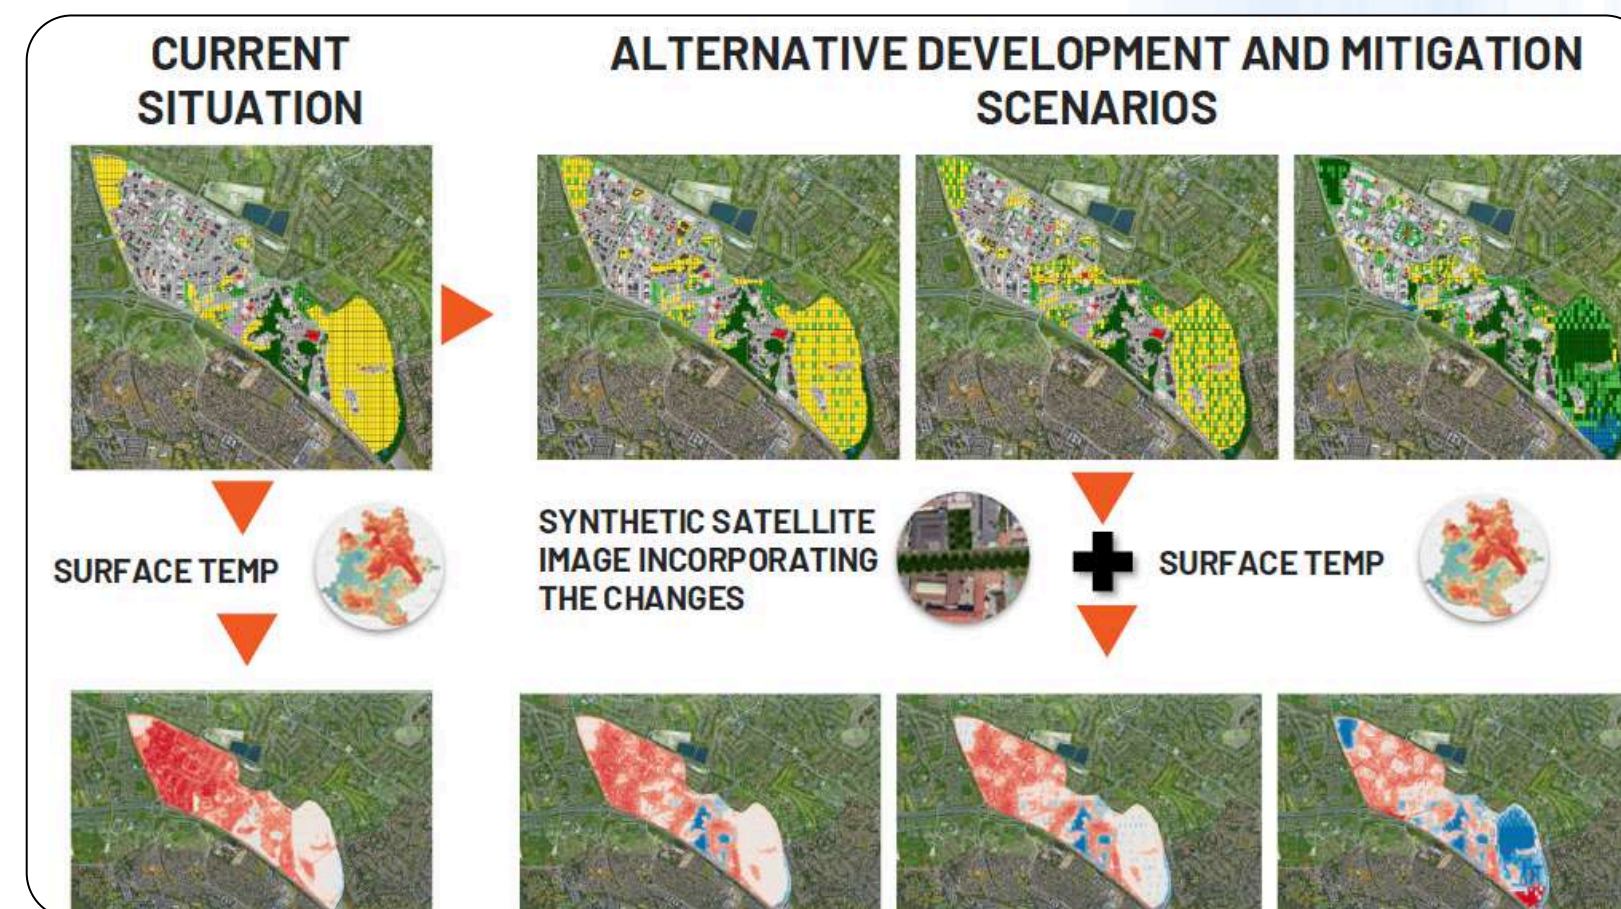 CURRENT
SITUATION
ALTERNATIVE DEVELOPMENT AND MITIGATION
SCENARIOS
SURFACE TEMP
SYNTHETIC SATELLITE
IMAGE INCORPORATING
THE CHANGES
SURFACE TEMP